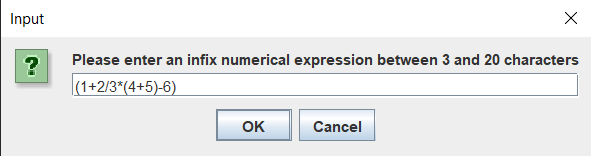 Input
Please enter an infix numerical expression between 3 and 20 characters
(1+2/3*(4+5)-6)
OK Cancel